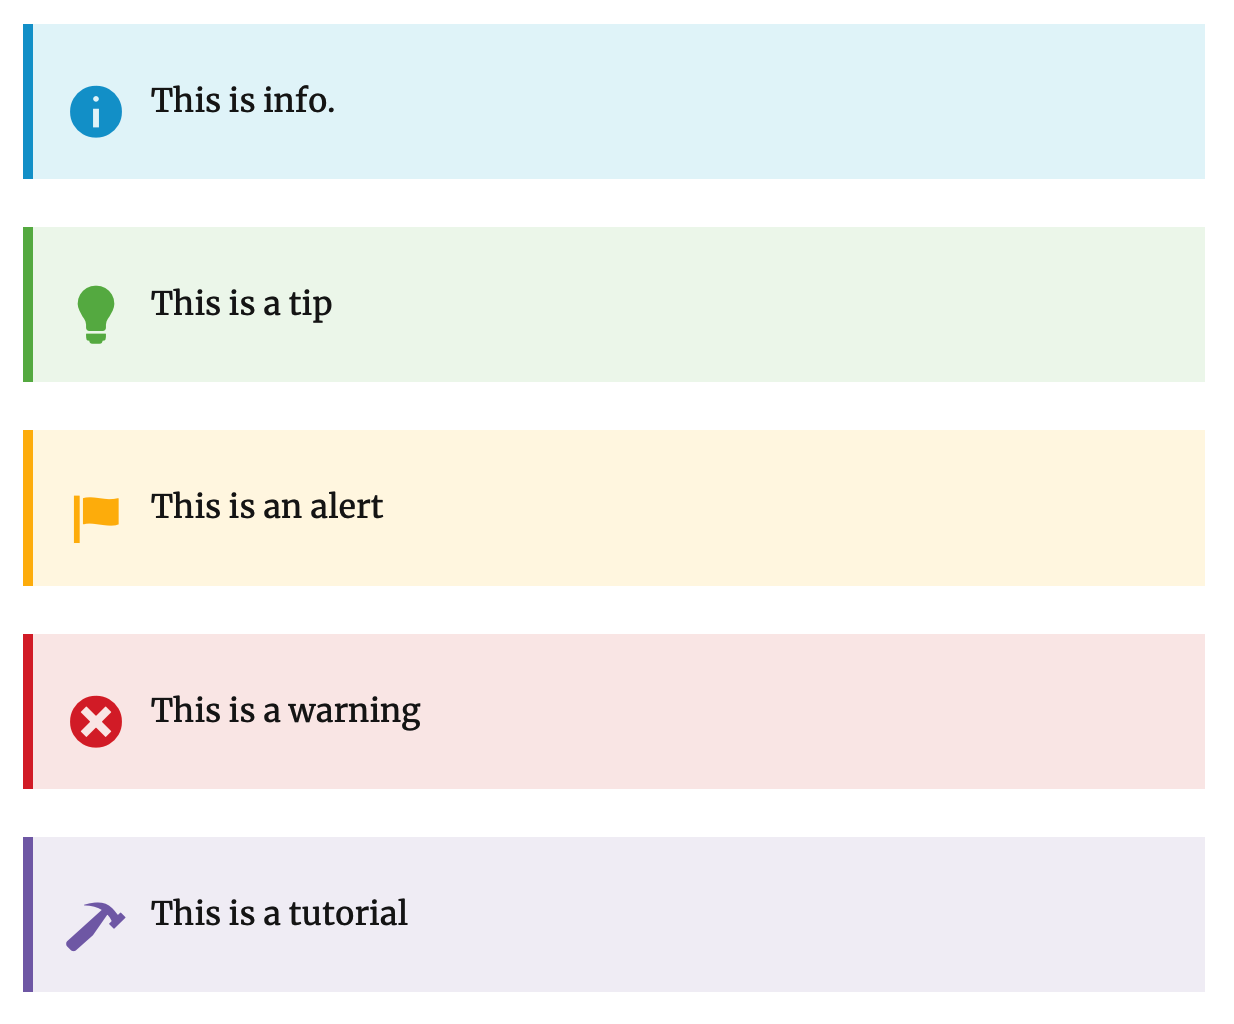 This is info.
This is a tip
This is an alert
This is a warning
This is a tutorial